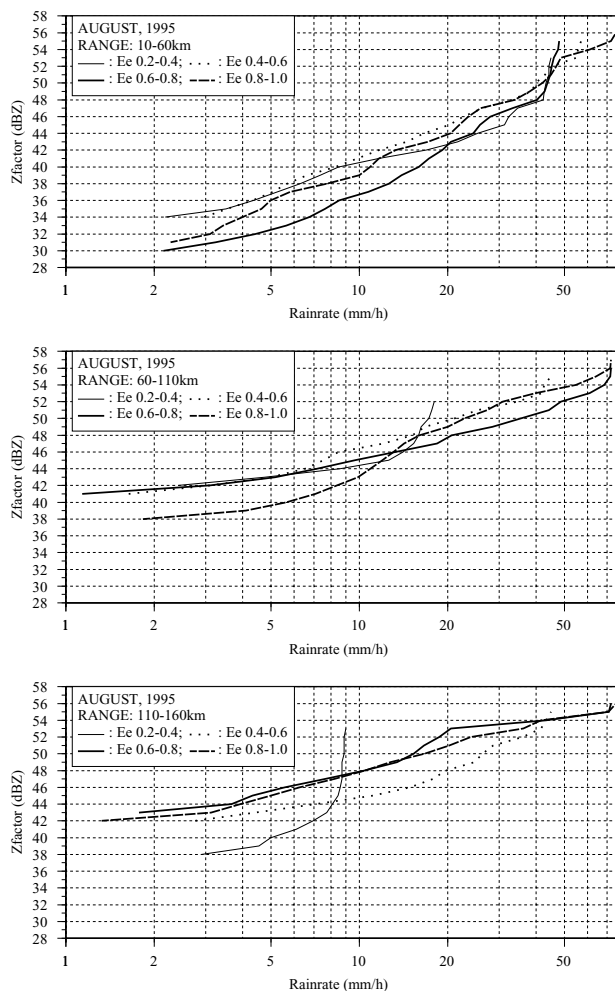 58
56
54
52
50
48
46
44
42
40
38
36
34
32
30
28
Zfactor (dBZ)
AUGUST, 1995
RANGE: 10-60km
: Ee 0.2-0.4; : Ee 0.4-0.6
: Ee 0.6-0.8; : Ee 0.8-1.0
1 2 5 10 20 50
Rainrate (mm/h)
58
56
54
52
50
48
46
44
42
40
38
36
34
32
30
28
Zfactor (dBZ)
AUGUST, 1995
RANGE: 60-110km
: Ee 0.2-0.4; : Ee 0.4-0.6
: Ee 0.6-0.8; : Ee 0.8-1.0
1 2 5 10 20 50
Rainrate (mm/h)
58
56
54
52
50
48
46
44
42
40
38
36
34
32
30
28
Zfactor (dBZ)
AUGUST, 1995
RANGE: 110-160km
: Ee 0.2-0.4; : Ee 0.4-0.6
: Ee 0.6-0.8; : Ee 0.8-1.0
1 2 5 10 20 50
Rainrate (mm/h)